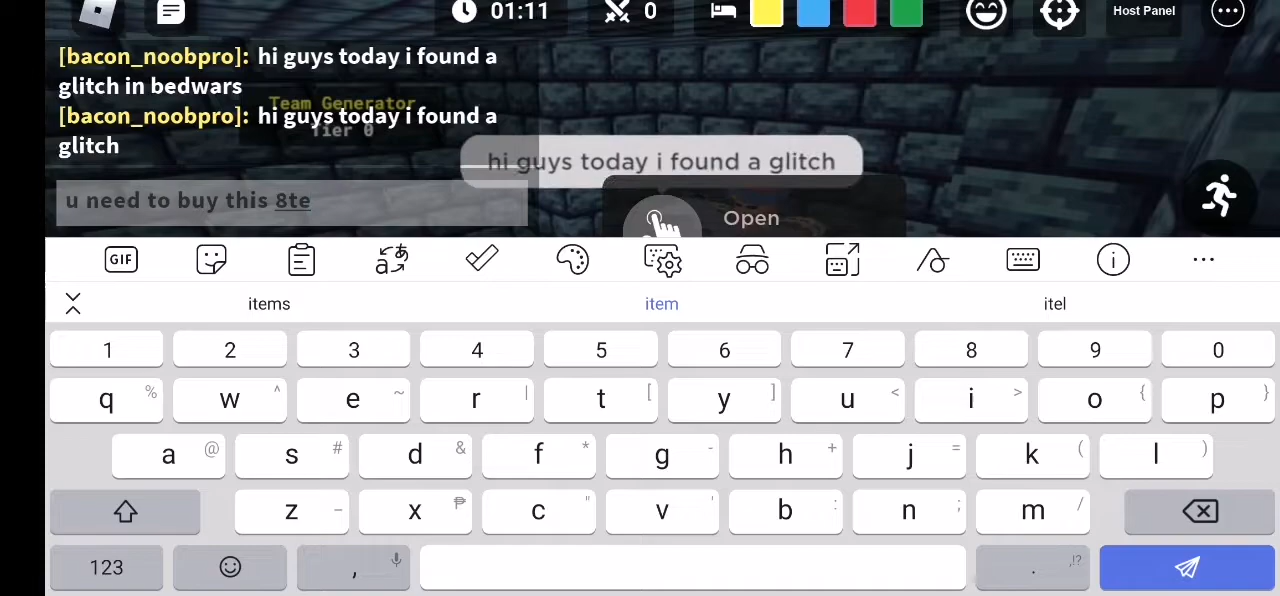 01:11 0 Host Panel
[bacon_noobpro]: hi guys today i found a
glitch in bedwars
Team Generator
[bacon_noobpro]: hi guys today i found a
Tier 0
glitch
hi guys today i found a glitch
u need to buy this 8te
Open
GIF
items item itel
1 2 3 4 5 6 7 8 9 0
q % w ^ e ~ r | t [ y ] u < i > o { p }
a @ s # d & f * g - h + j = k ( l )
z _ x ₱ c " v ' b : n ; m /
123 , . ,!?